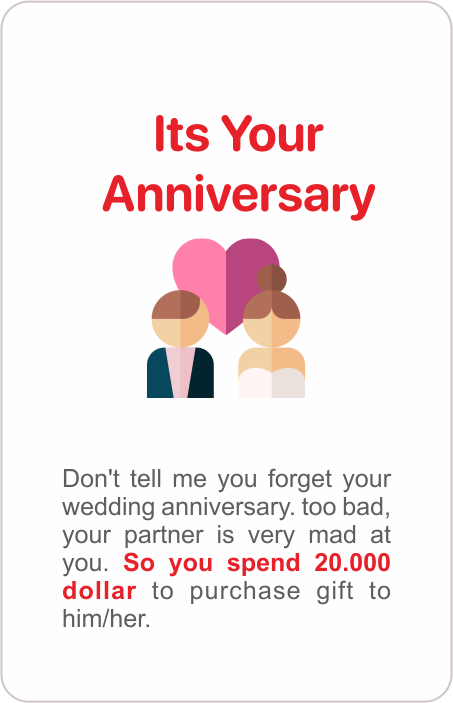 Its Your
Anniversary
Don't tell me you forget your
wedding anniversary. too bad,
your partner is very mad at
you. So you spend 20.000
dollar to purchase gift to
him/her.